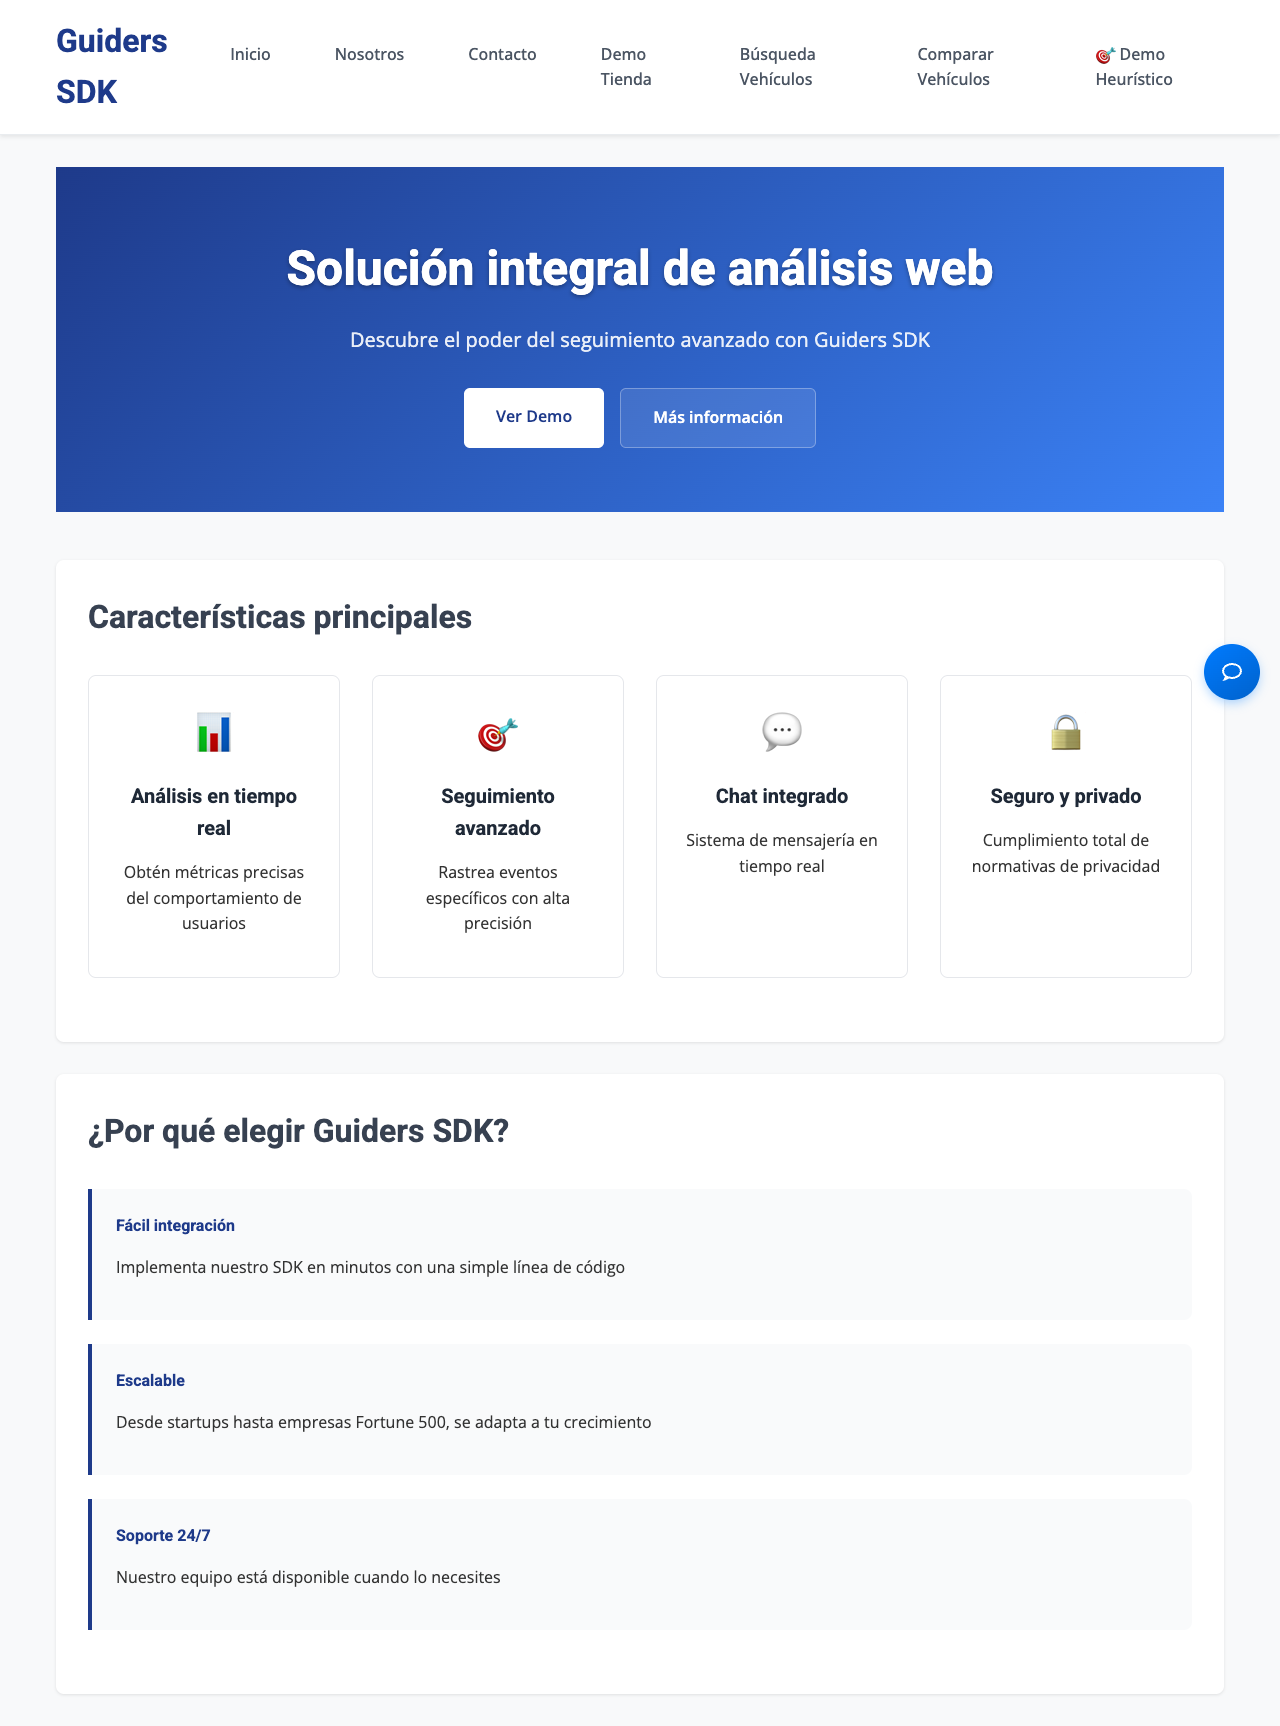 Guiders
SDK
Inicio
Nosotros
Contacto
Demo
Tienda
Búsqueda
Vehículos
Comparar
Vehículos
🎯 Demo
Heurístico
Solución integral de análisis web
Descubre el poder del seguimiento avanzado con Guiders SDK
Ver Demo
Más información
Características principales
Análisis en tiempo
real
Obtén métricas precisas
del comportamiento de
usuarios
Seguimiento
avanzado
Rastrea eventos
específicos con alta
precisión
Chat integrado
Sistema de mensajería en
tiempo real
Seguro y privado
Cumplimiento total de
normativas de privacidad
¿Por qué elegir Guiders SDK?
Fácil integración
Implementa nuestro SDK en minutos con una simple línea de código
Escalable
Desde startups hasta empresas Fortune 500, se adapta a tu crecimiento
Soporte 24/7
Nuestro equipo está disponible cuando lo necesites